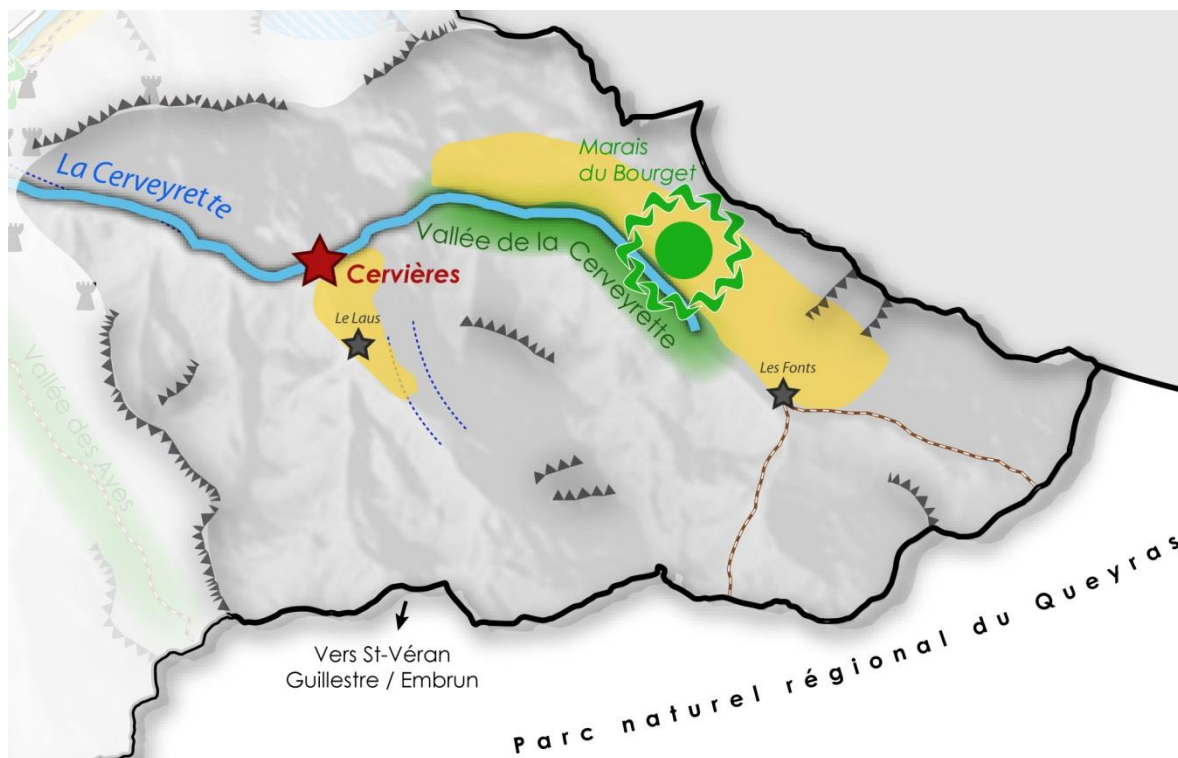 Marais
du Bourget
La Cerveyrette
Vallée de la
Cerveyrette
Cervières
Le Laus
Les Fonts
Vallée des Ayes
Vers St-Véran
Guillestre / Embrun
Parc naturel régional du Queyras